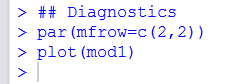 > ## Diagnostics
> par(mfrow=c(2,2))
> plot(mod1)
>